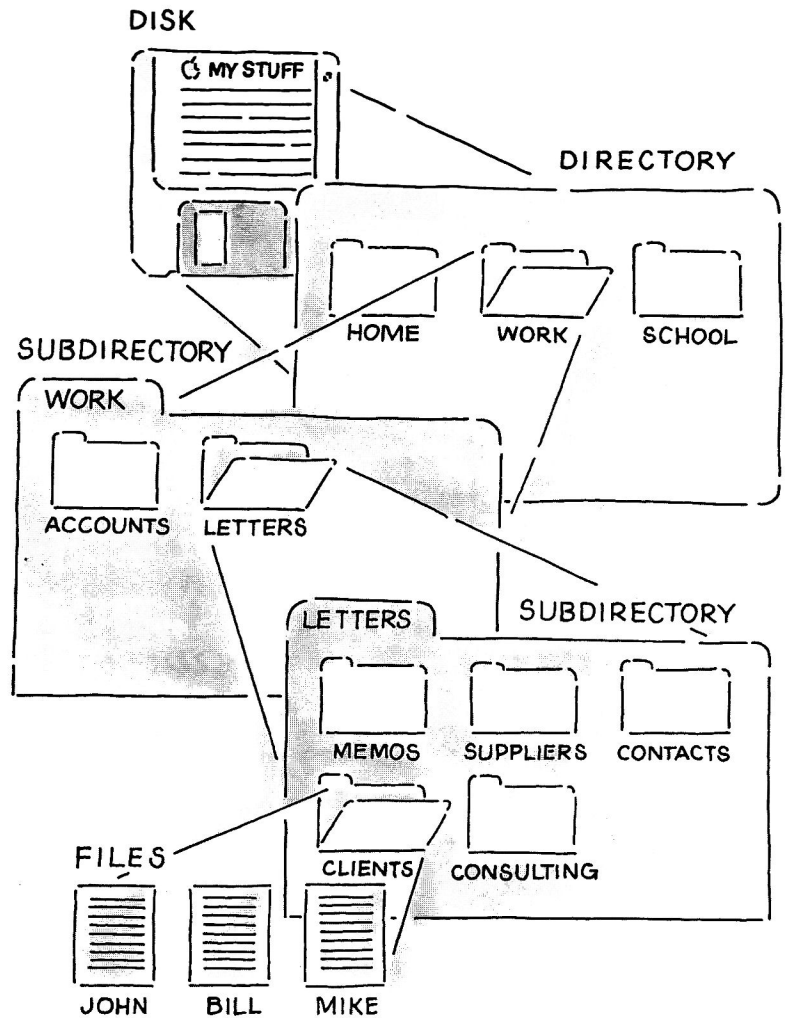 DISK
MY STUFF
DIRECTORY
HOME WORK SCHOOL
SUBDIRECTORY
WORK
ACCOUNTS LETTERS
SUBDIRECTORY
LETTERS
MEMOS SUPPLIERS CONTACTS
CLIENTS CONSULTING
FILES
JOHN BILL MIKE